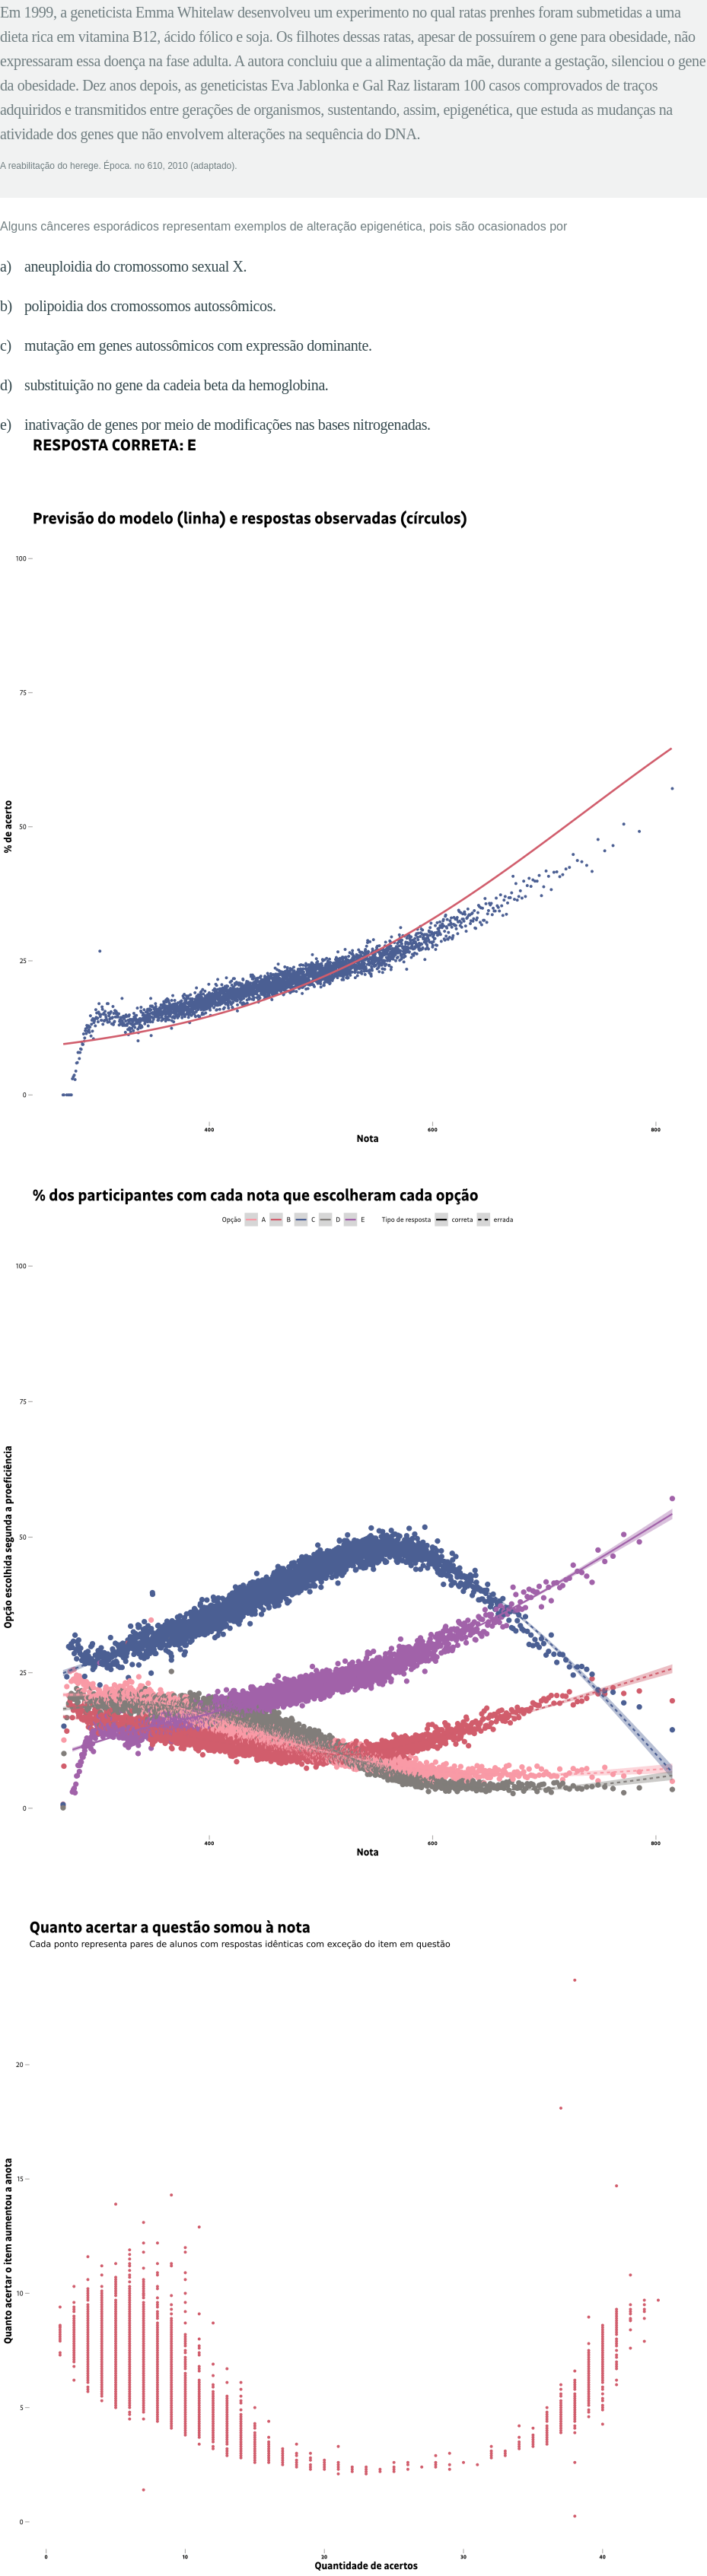 Em 1999, a geneticista Emma Whitelaw desenvolveu um experimento no qual ratas prenhes foram submetidas a uma
dieta rica em vitamina B12, ácido fólico e soja. Os filhotes dessas ratas, apesar de possuírem o gene para obesidade, não
expressaram essa doença na fase adulta. A autora concluiu que a alimentação da mãe, durante a gestação, silenciou o gene
da obesidade. Dez anos depois, as geneticistas Eva Jablonka e Gal Raz listaram 100 casos comprovados de traços
adquiridos e transmitidos entre gerações de organismos, sustentando, assim, epigenética, que estuda as mudanças na
atividade dos genes que não envolvem alterações na sequência do DNA.
A reabilitação do herege. Época. no 610, 2010 (adaptado).
Alguns cânceres esporádicos representam exemplos de alteração epigenética, pois são ocasionados por
a) aneuploidia do cromossomo sexual X.
b) polipoidia dos cromossomos autossômicos.
c) mutação em genes autossômicos com expressão dominante.
d) substituição no gene da cadeia beta da hemoglobina.
e) inativação de genes por meio de modificações nas bases nitrogenadas.
RESPOSTA CORRETA: E
Previsão do modelo (linha) e respostas observadas (círculos)
100
75
50
25
0
% de acerto
400 600 800
Nota
% dos participantes com cada nota que escolheram cada opção
Opção A B C D E Tipo de resposta correta errada
100
75
50
25
0
Opção escolhida segunda a proeficiência
400 600 800
Nota
Quanto acertar a questão somou à nota
Cada ponto representa pares de alunos com respostas idênticas com exceção do item em questão
20
15
10
5
0
Quanto acertar o item aumentou a anota
0 10 20 30 40
Quantidade de acertos